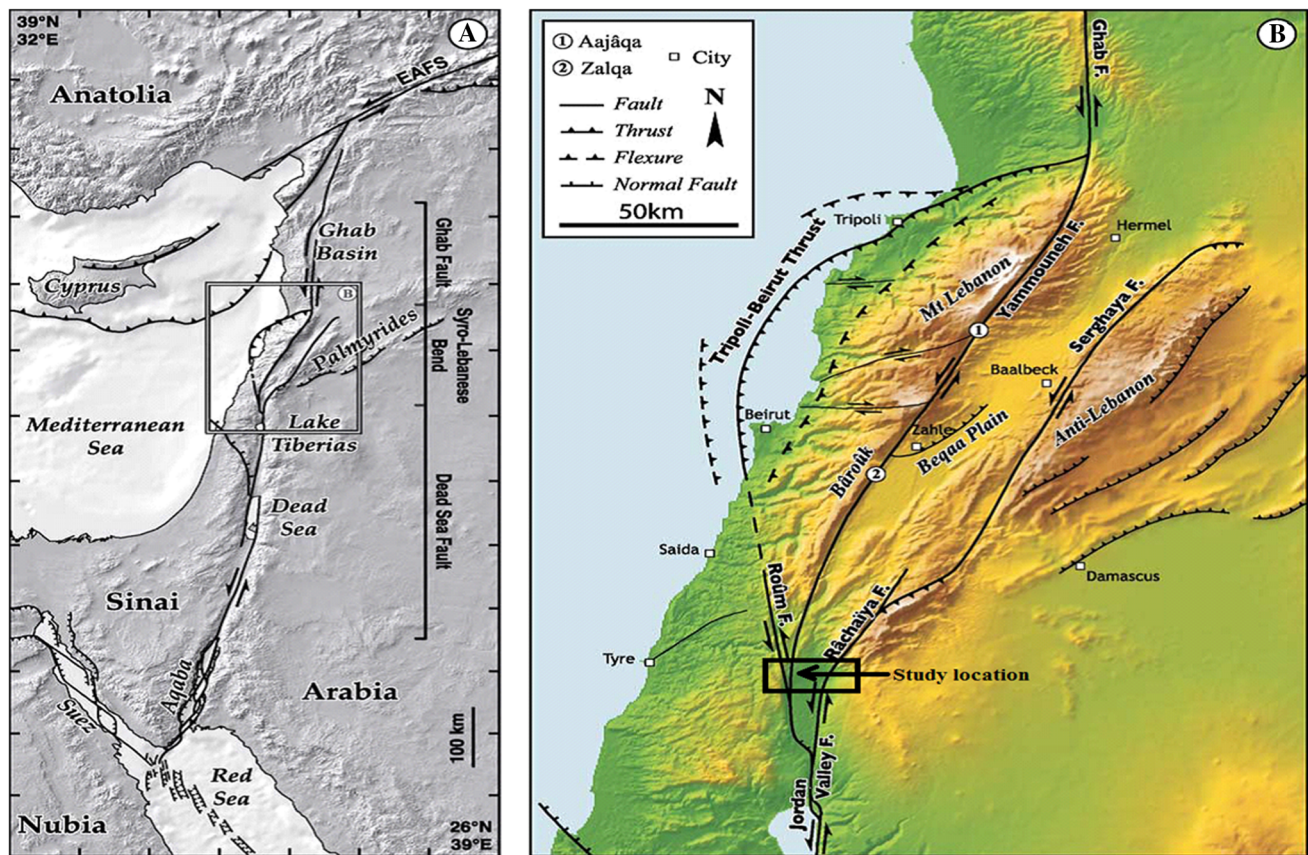 39°N
32°E
A
EAFS
Anatolia
Ghab
Basin
Ghab Fault
Cyprus
B
Palmyrides
Syro-Lebanese
Bend
Mediterranean
Sea
Lake
Tiberias
Dead
Sea
Dead Sea Fault
Sinai
Aqaba
Suez
Arabia
100 km
Red
Sea
Nubia
26°N
39°E
B
1 Aajâqa
2 Zalqa
City
N
Fault
Thrust
Flexure
Normal Fault
50km
Ghab F.
Tripoli
Hermel
Tripoli-Beirut Thrust
Mt Lebanon
Yammouneh F.
Serghaya F.
1
Baalbeck
Anti-Lebanon
Beirut
Zahle
Beqaa Plain
Bâroûk
2
Saida
Damascus
Roûm F.
Râchaïya F.
Tyre
Study location
Jordan
Valley F.